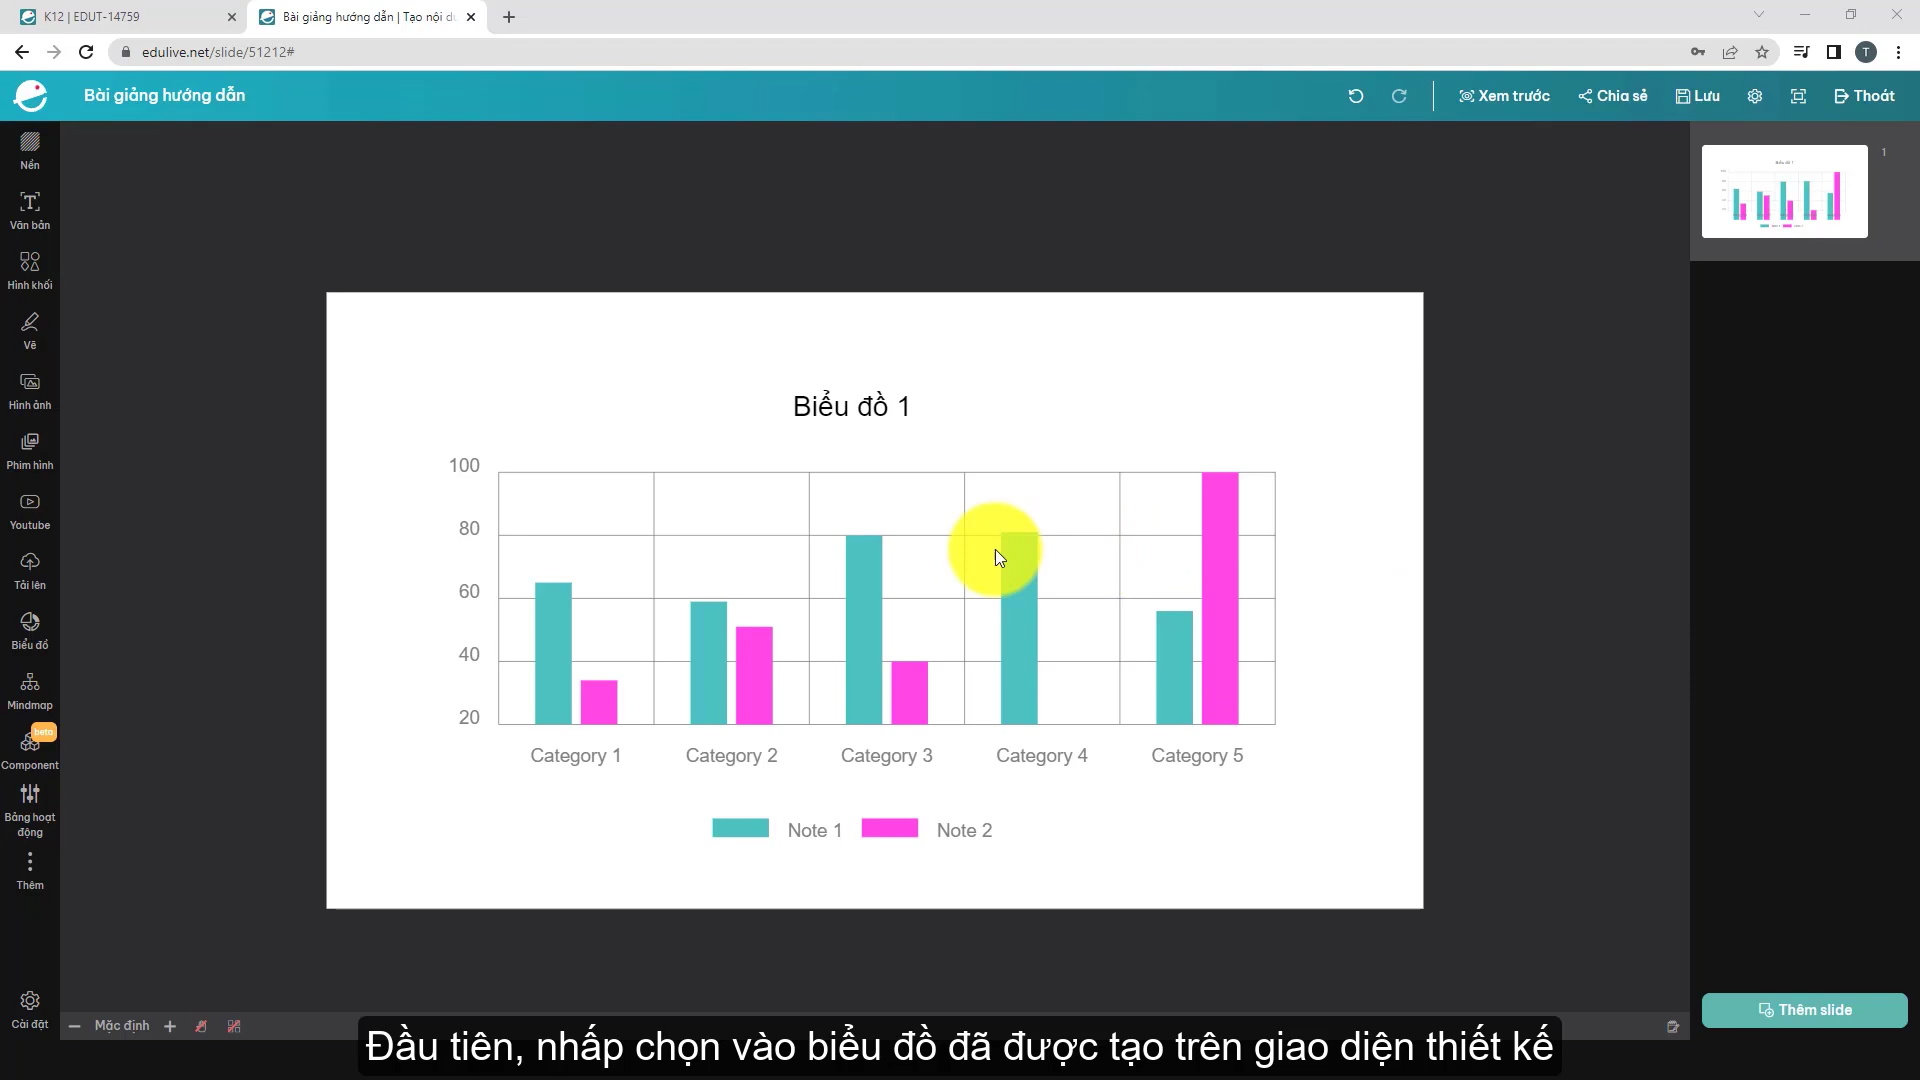 K12 | EDUT-14759
Bài giảng hướng dẫn | Tạo nội d
edulive.net/slide/51212#
T
Bài giảng hướng dẫn
Xem trước
Chia sẻ
Lưu
Thoát
Nền
Văn bản
Hình khối
Vẽ
Hình ảnh
Phim hình
Youtube
Tải lên
Biểu đồ
Mindmap
beta
Component
Bảng hoạt
động
Thêm
Cài đặt
Biểu đồ 1
100
80
60
40
20
Category 1 Category 2 Category 3 Category 4 Category 5
Note 1 Note 2
1
Thêm slide
Mặc định
Đầu tiên, nhấp chọn vào biểu đồ đã được tạo trên giao diện thiết kế